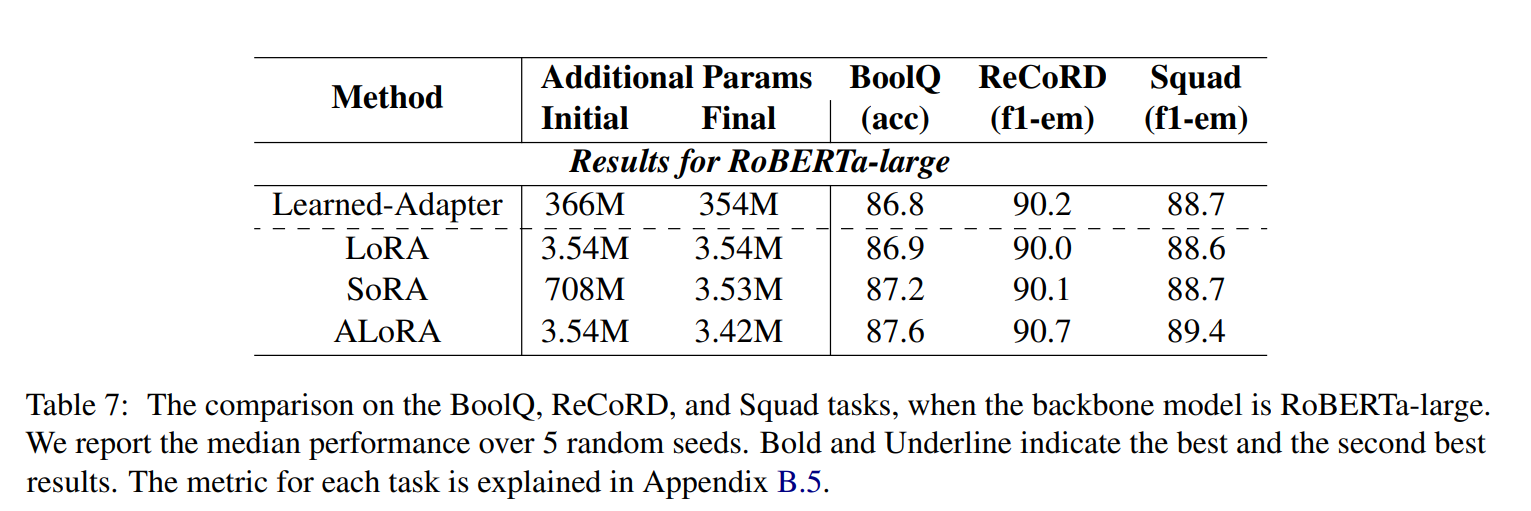 Method Additional Params BoolQ ReCoRD Squad
Initial Final (acc) (f1-em) (f1-em)
Results for RoBERTa-large
Learned-Adapter 366M 354M 86.8 90.2 88.7
LoRA 3.54M 3.54M 86.9 90.0 88.6
SoRA 708M 3.53M 87.2 90.1 88.7
ALoRA 3.54M 3.42M 87.6 90.7 89.4
Table 7: The comparison on the BoolQ, ReCoRD, and Squad tasks, when the backbone model is RoBERTa-large.
We report the median performance over 5 random seeds. Bold and Underline indicate the best and the second best
results. The metric for each task is explained in Appendix B.5.